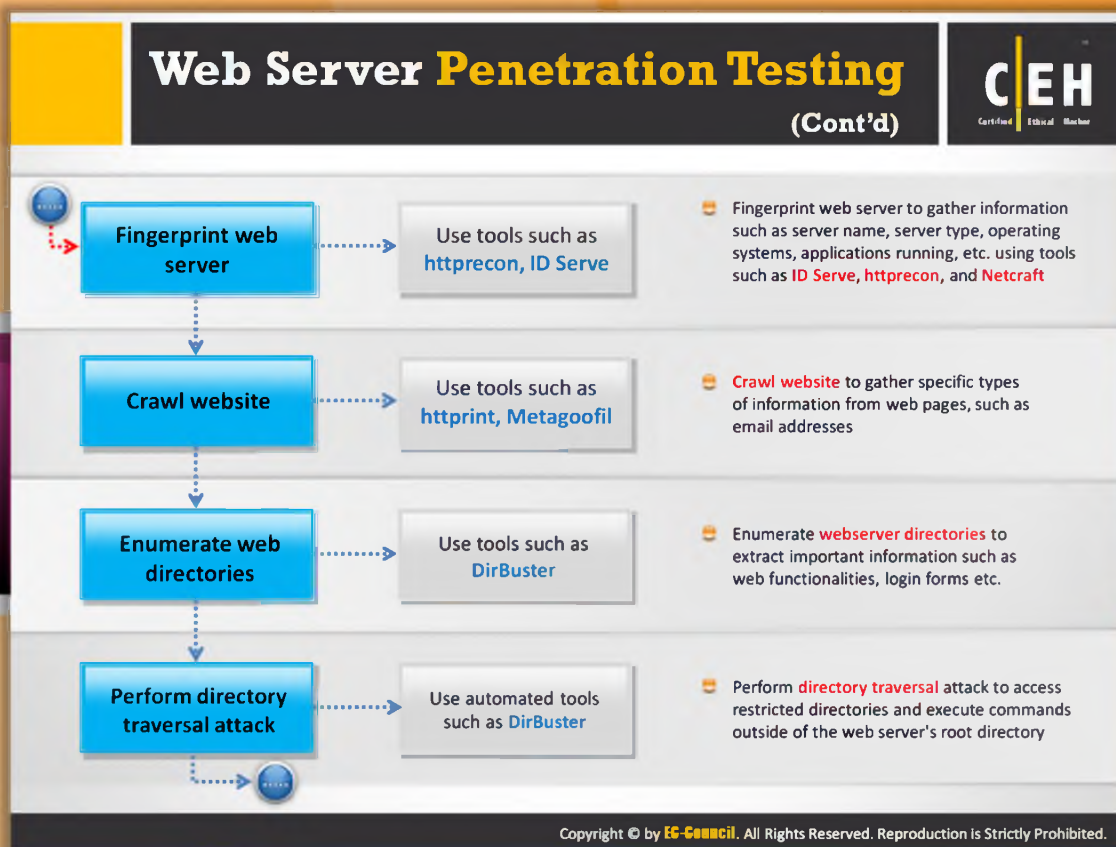 Web Server Penetration Testing
(Cont'd)
C EH
Certified Ethical Hacker
Fingerprint web
server
Use tools such as
httprecon, ID Serve
Fingerprint web server to gather information
such as server name, server type, operating
systems, applications running, etc. using tools
such as ID Serve, httprecon, and Netcraft
Crawl website
Use tools such as
httprint, Metagoofil
Crawl website to gather specific types
of information from web pages, such as
email addresses
Enumerate web
directories
Use tools such as
DirBuster
Enumerate webserver directories to
extract important information such as
web functionalities, login forms etc.
Perform directory
traversal attack
Use automated tools
such as DirBuster
Perform directory traversal attack to access
restricted directories and execute commands
outside of the web server's root directory
Copyright © by EC-Council. All Rights Reserved. Reproduction is Strictly Prohibited.